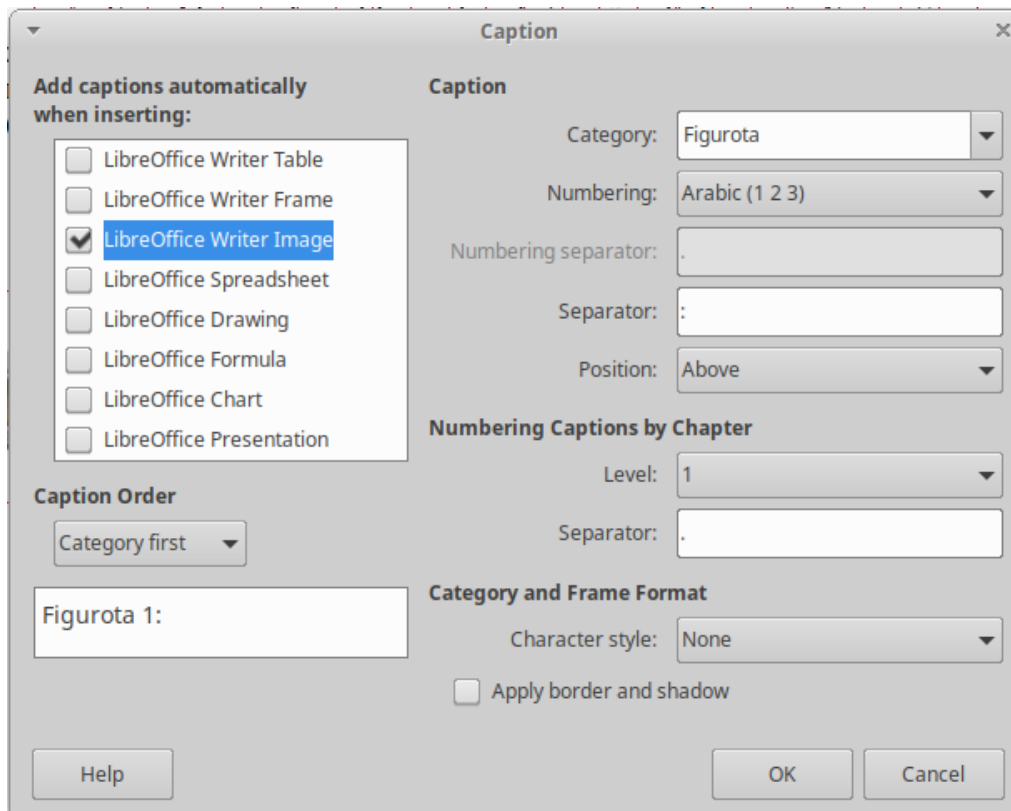 Caption
Add captions automatically
when inserting:
LibreOffice Writer Table
LibreOffice Writer Frame
LibreOffice Writer Image
LibreOffice Spreadsheet
LibreOffice Drawing
LibreOffice Formula
LibreOffice Chart
LibreOffice Presentation
Caption Order
Category first
Figurota 1:
Caption
Category: Figurota
Numbering: Arabic (1 2 3)
Numbering separator: .
Separator: :
Position: Above
Numbering Captions by Chapter
Level: 1
Separator: .
Category and Frame Format
Character style: None
Apply border and shadow
Help
OK
Cancel